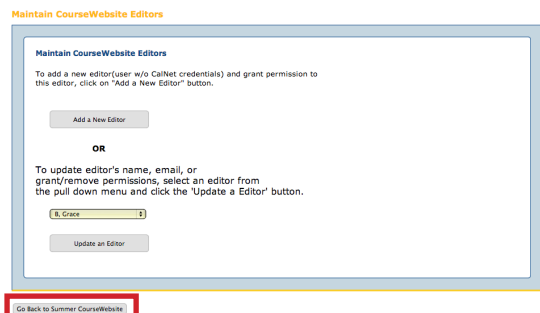 Maintain CourseWebsite Editors
Maintain CourseWebsite Editors
To add a new editor(user w/o CalNet credentials) and grant permission to
this editor, click on "Add a New Editor" button.
Add a New Editor
OR
To update editor's name, email, or
grant/remove permissions, select an editor from
the pull down menu and click the 'Update a Editor' button.
B, Grace
Update an Editor
Go Back to Summer CourseWebsite